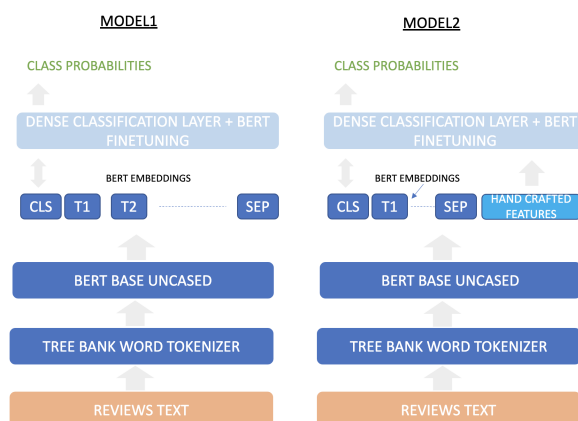 MODEL1
CLASS PROBABILITIES
DENSE CLASSIFICATION LAYER + BERT
FINETUNING
BERT EMBEDDINGS
CLS T1 T2 SEP
BERT BASE UNCASED
TREE BANK WORD TOKENIZER
REVIEWS TEXT
MODEL2
CLASS PROBABILITIES
DENSE CLASSIFICATION LAYER + BERT
FINETUNING
BERT EMBEDDINGS
CLS T1 SEP HAND CRAFTED
FEATURES
BERT BASE UNCASED
TREE BANK WORD TOKENIZER
REVIEWS TEXT